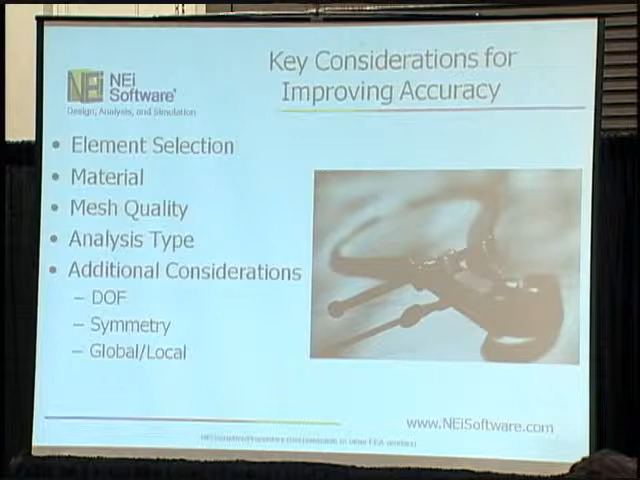 Key Considerations for
Improving Accuracy
NEi
NEi
Software
Design, Analysis, and Simulation
• Element Selection
• Material
• Mesh Quality
• Analysis Type
• Additional Considerations
– DOF
– Symmetry
– Global/Local
www.NEiSoftware.com